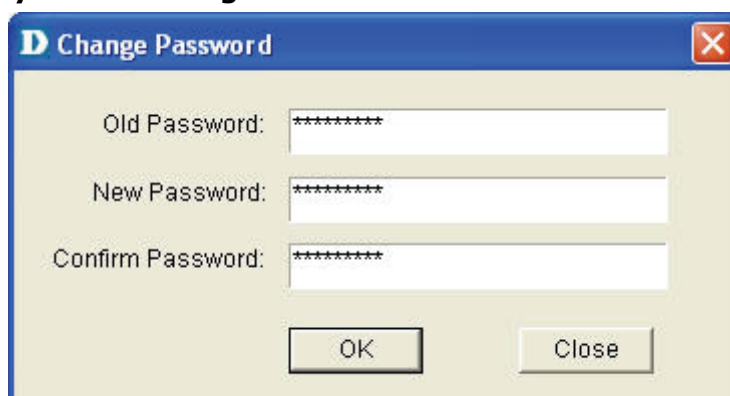 D Change Password
Old Password: *********
New Password: *********
Confirm Password: *********
OK Close